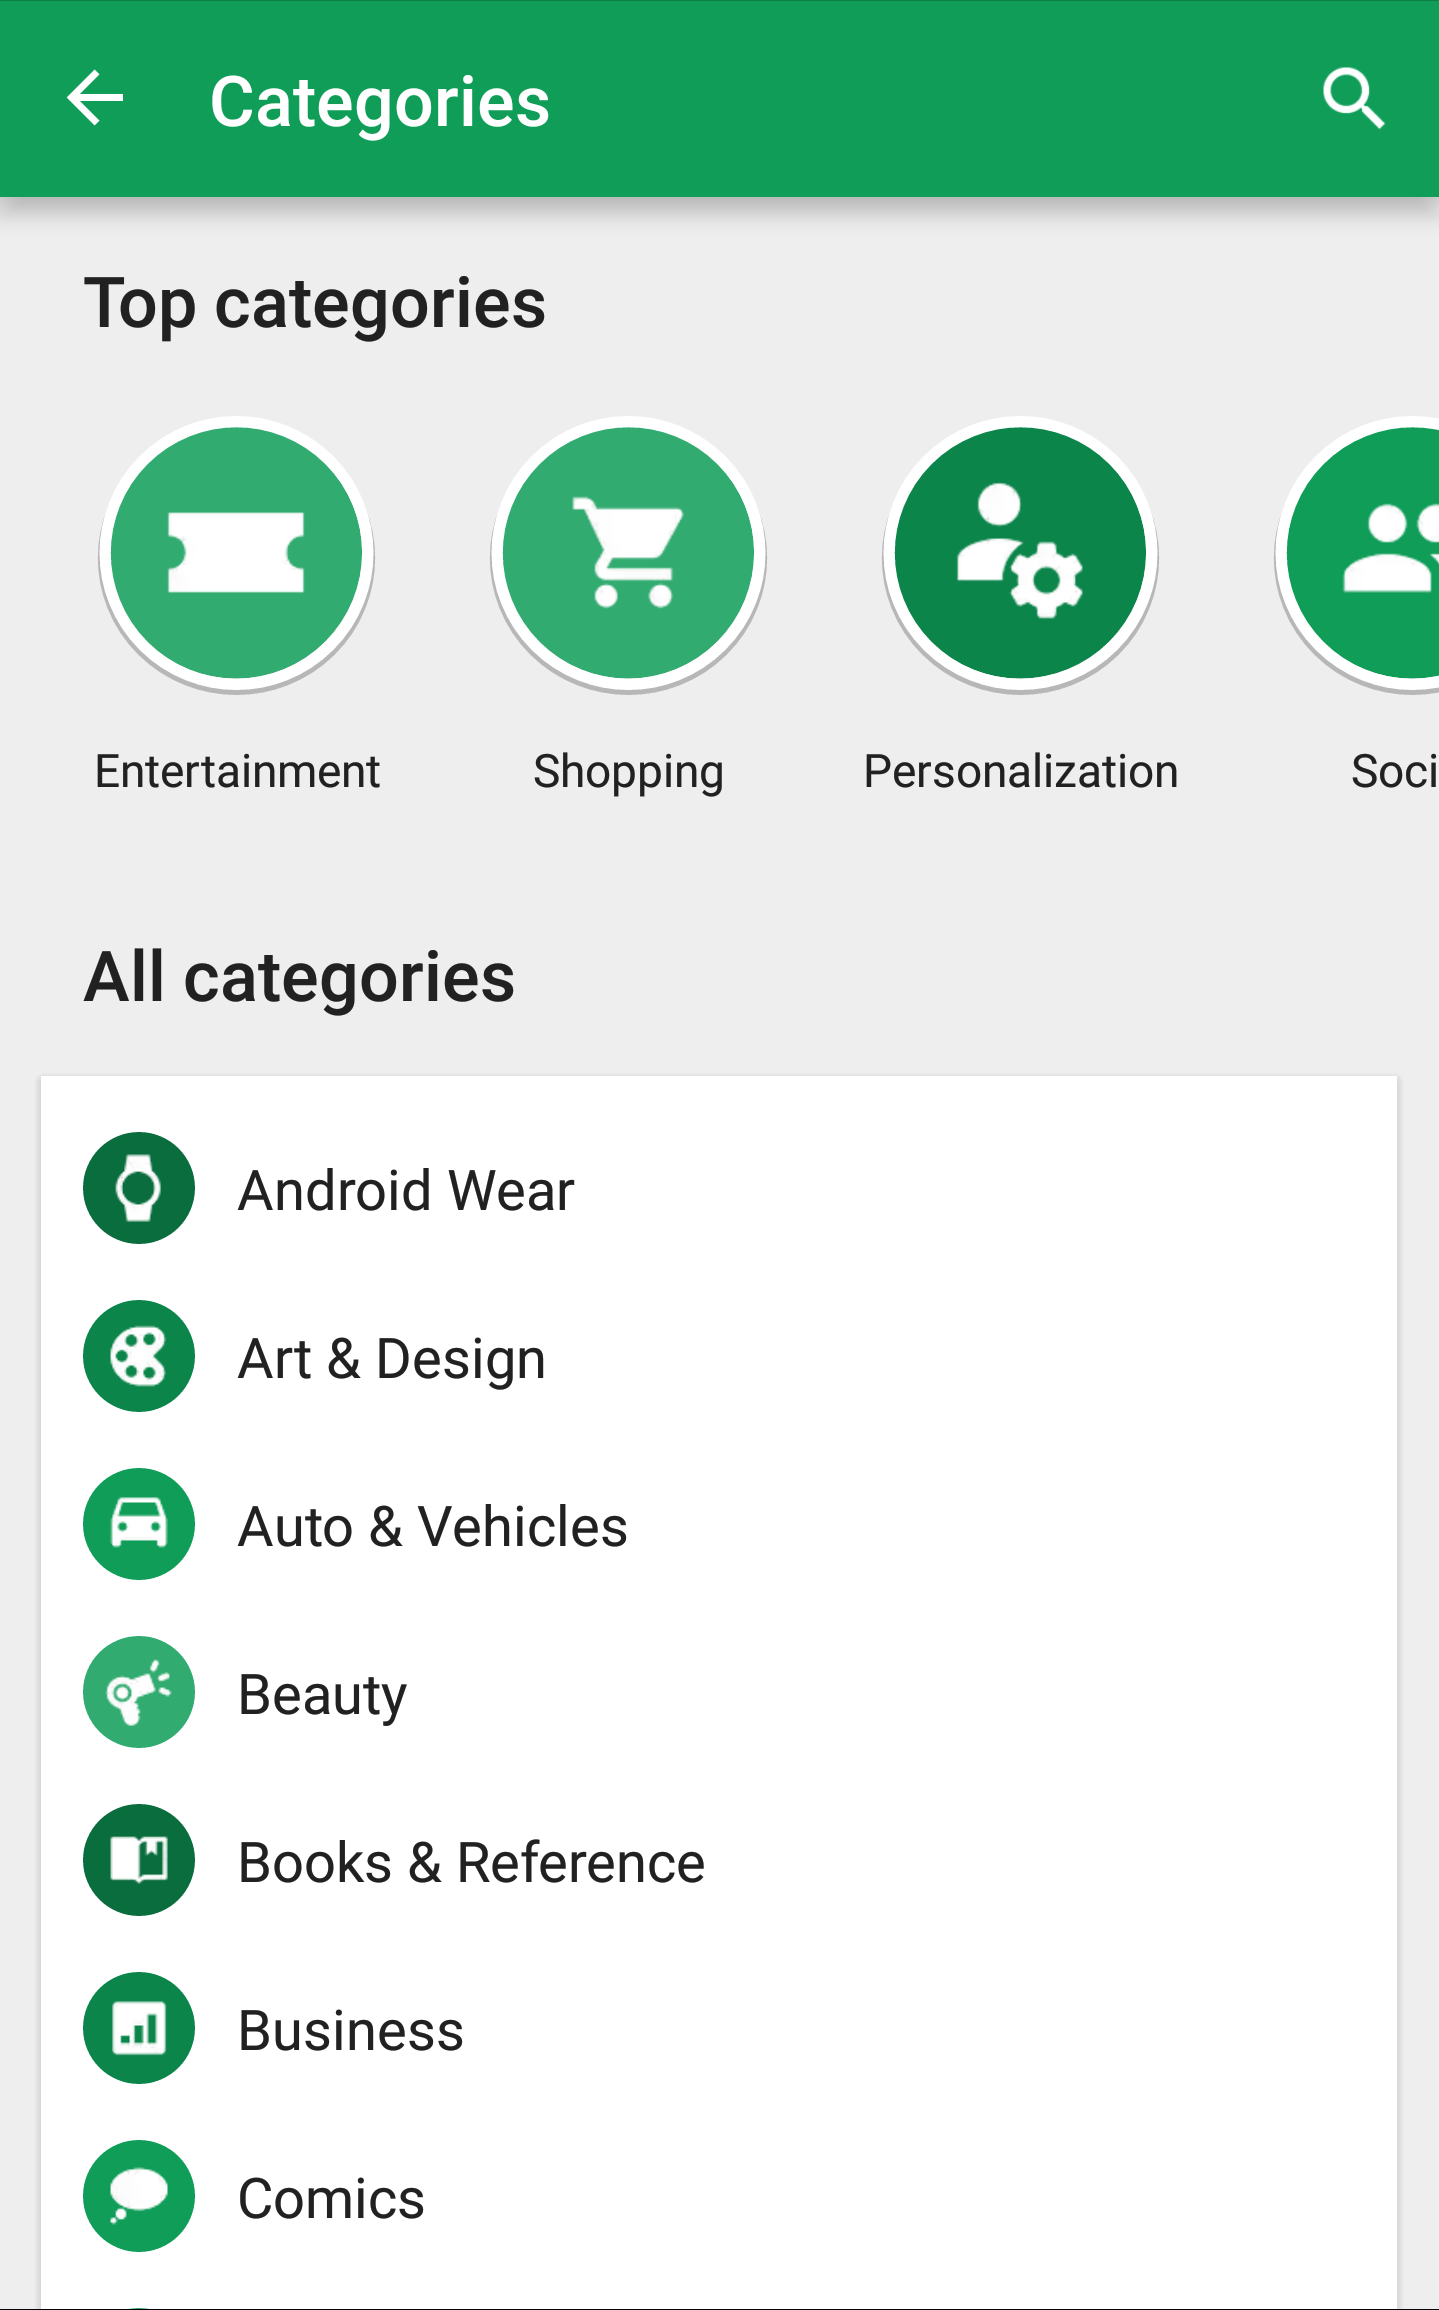 Categories
Top categories
Entertainment
Shopping
Personalization
Soci
All categories
Android Wear
Art & Design
Auto & Vehicles
Beauty
Books & Reference
Business
Comics